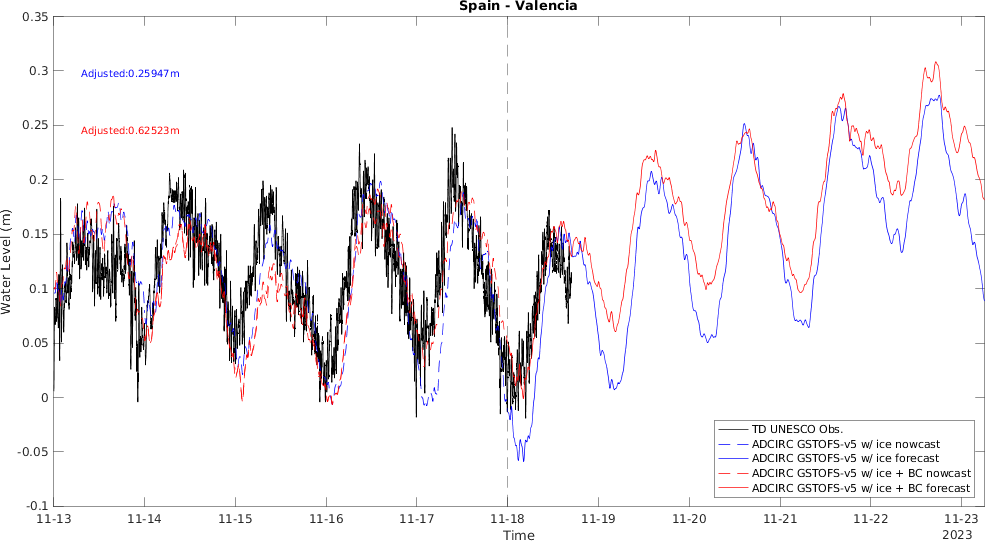 Spain - Valencia
0.35
0.3
0.25
0.2
0.15
0.1
0.05
0
-0.05
-0.1
Water Level (m)
Adjusted:0.25947m
Adjusted:0.62523m
TD UNESCO Obs.
ADCIRC GSTOFS-v5 w/ ice nowcast
ADCIRC GSTOFS-v5 w/ ice forecast
ADCIRC GSTOFS-v5 w/ ice + BC nowcast
ADCIRC GSTOFS-v5 w/ ice + BC forecast
11-13 11-14 11-15 11-16 11-17 11-18 11-19 11-20 11-21 11-22 11-23
Time
2023